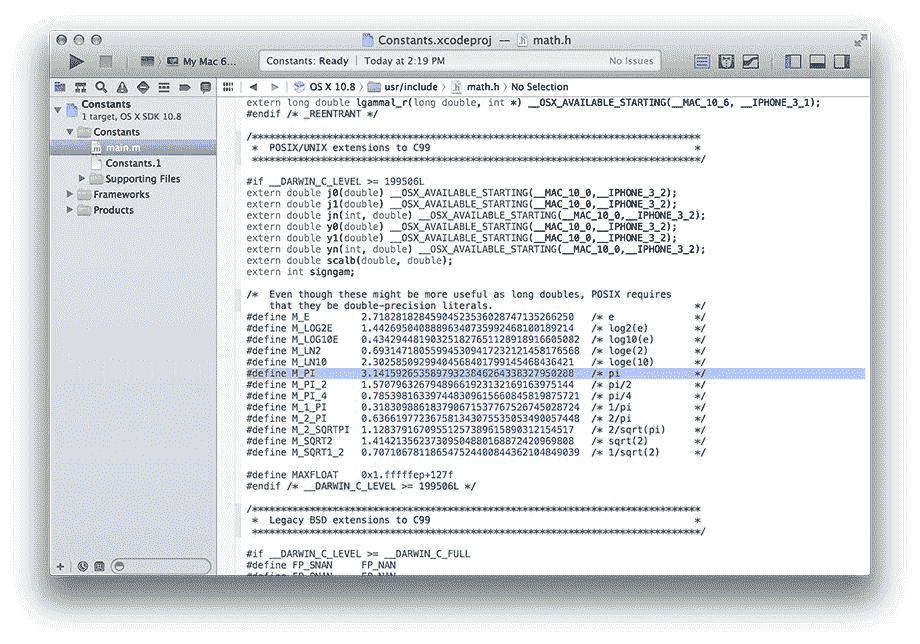 Constants.xcodeproj — math.h
My Mac 6...
Constants: Ready | Today at 2:19 PM
No Issues
OS X 10.8 › usr/include › math.h › No Selection
Constants
1 target, OS X SDK 10.8
Constants
main.m
Constants.1
Supporting Files
Frameworks
Products
extern long double lgammal_r(long double, int *) __OSX_AVAILABLE_STARTING(__MAC_10_6, __IPHONE_3_1);
#endif /* _REENTRANT */
/***********************************************************************
* POSIX/UNIX extensions to C99 *
***********************************************************************/
#if __DARWIN_C_LEVEL >= 199506L
extern double j0(double) __OSX_AVAILABLE_STARTING(__MAC_10_0,__IPHONE_3_2);
extern double j1(double) __OSX_AVAILABLE_STARTING(__MAC_10_0,__IPHONE_3_2);
extern double jn(int, double) __OSX_AVAILABLE_STARTING(__MAC_10_0,__IPHONE_3_2);
extern double y0(double) __OSX_AVAILABLE_STARTING(__MAC_10_0,__IPHONE_3_2);
extern double y1(double) __OSX_AVAILABLE_STARTING(__MAC_10_0,__IPHONE_3_2);
extern double yn(int, double) __OSX_AVAILABLE_STARTING(__MAC_10_0,__IPHONE_3_2);
extern double scalb(double, double);
extern int signgam;
/* Even though these might be more useful as long doubles, POSIX requires
that they be double-precision literals. */
#define M_E 2.71828182845904523536028747135266250 /* e */
#define M_LOG2E 1.44269504088896340735992468100189214 /* log2(e) */
#define M_LOG10E 0.434294481903251827651128918916605082 /* log10(e) */
#define M_LN2 0.693147180559945309417232121458176568 /* loge(2) */
#define M_LN10 2.30258509299404568401799145468436421 /* loge(10) */
#define M_PI 3.14159265358979323846264338327950288 /* pi */
#define M_PI_2 1.57079632679489661923132169163975144 /* pi/2 */
#define M_PI_4 0.785398163397448309615660845819875721 /* pi/4 */
#define M_1_PI 0.318309886183790671537767526745028724 /* 1/pi */
#define M_2_PI 0.636619772367581343075535053490057448 /* 2/pi */
#define M_2_SQRTPI 1.12837916709551257389615890312154517 /* 2/sqrt(pi) */
#define M_SQRT2 1.41421356237309504880168872420969808 /* sqrt(2) */
#define M_SQRT1_2 0.707106781186547524400844362104849039 /* 1/sqrt(2) */
#define MAXFLOAT 0x1.fffffep+127f
#endif /* __DARWIN_C_LEVEL >= 199506L */
/***********************************************************************
* Legacy BSD extensions to C99 *
***********************************************************************/
#if __DARWIN_C_LEVEL >= __DARWIN_C_FULL
#define FP_SNAN FP_NAN
#define FP_QNAN FP_NAN